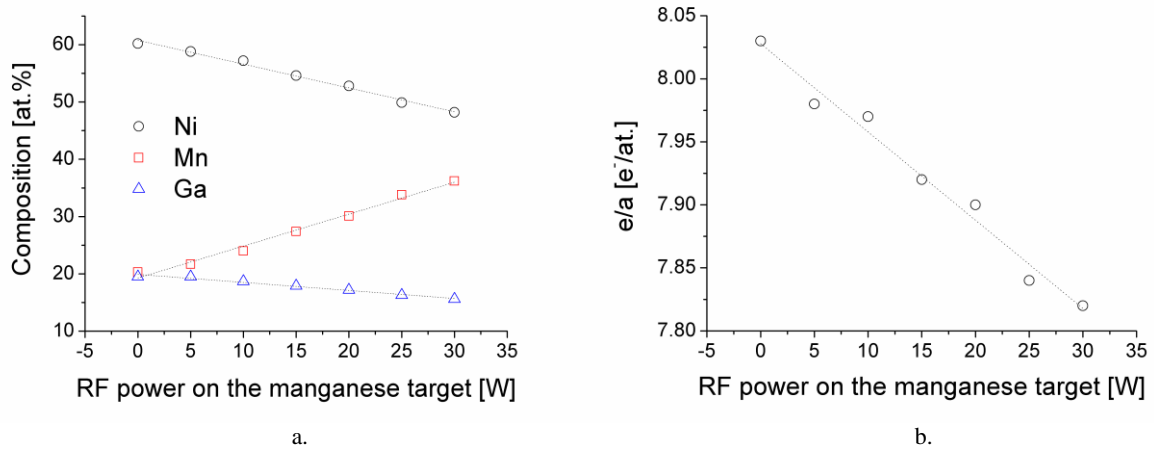 60
50
40
30
20
10
Composition [at.%]
Ni
Mn
Ga
-5 0 5 10 15 20 25 30 35
RF power on the manganese target [W]
a.
8.05
8.00
7.95
7.90
7.85
7.80
e/a [e⁻/at.]
-5 0 5 10 15 20 25 30 35
RF power on the manganese target [W]
b.